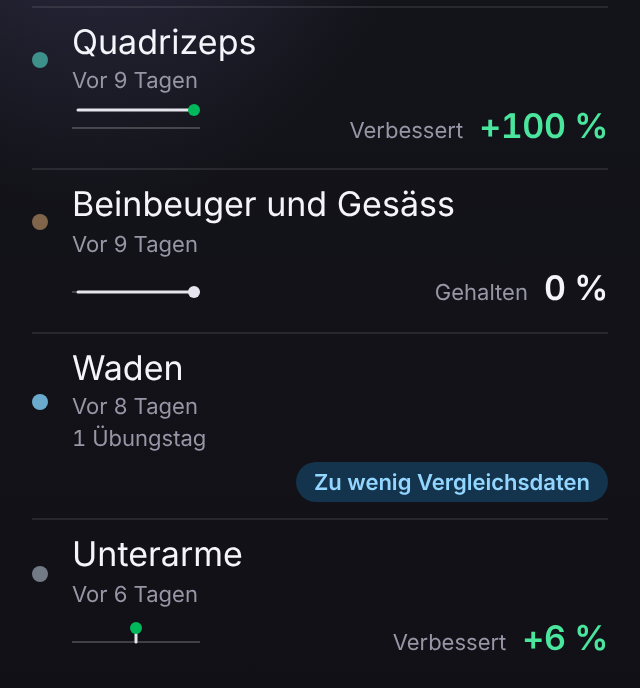 Quadrizeps
Vor 9 Tagen
Verbessert +100 %
Beinbeuger und Gesäss
Vor 9 Tagen
Gehalten 0 %
Waden
Vor 8 Tagen
1 Übungstag
Zu wenig Vergleichsdaten
Unterarme
Vor 6 Tagen
Verbessert +6 %